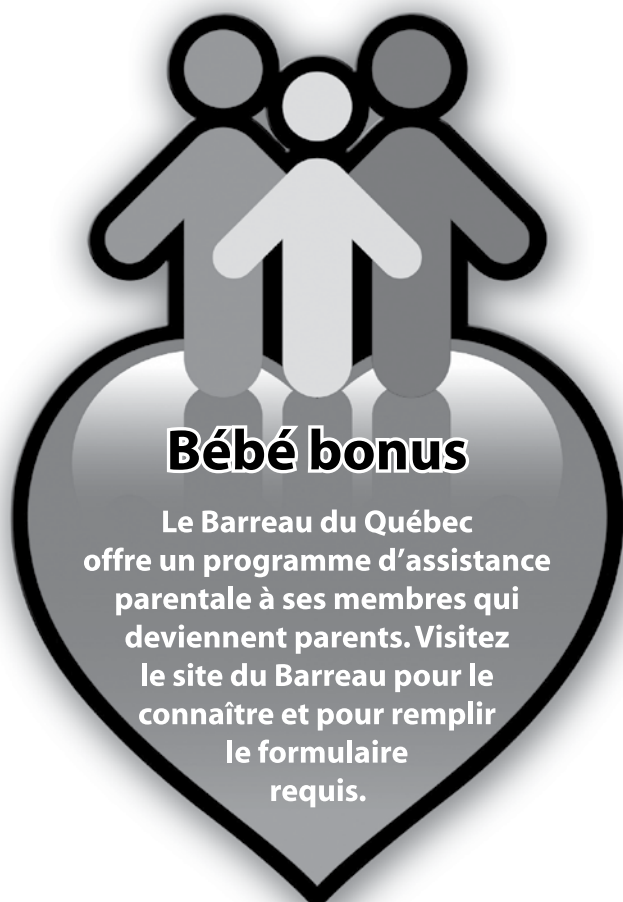 Bébé bonus
Le Barreau du Québec
offre un programme d’assistance
parentale à ses membres qui
deviennent parents. Visitez
le site du Barreau pour le
connaître et pour remplir
le formulaire
requis.